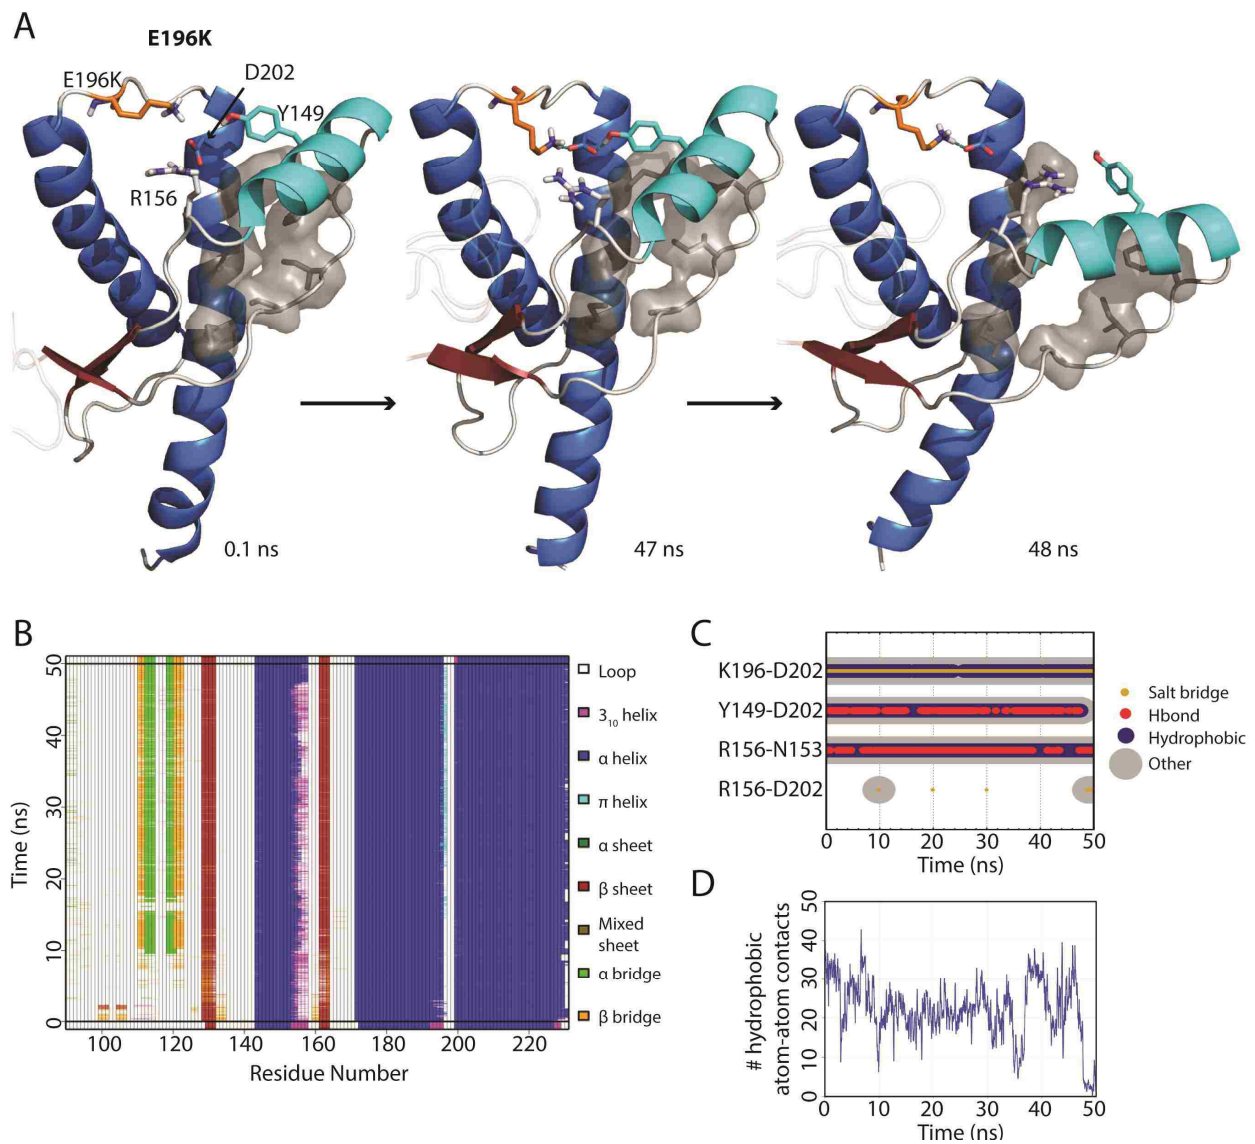 A
E196K
E196K
D202
Y149
R156
0.1 ns
47 ns
48 ns
B
50
40
30
20
10
0
Time (ns)
100
120
140
160
180
200
220
Residue Number
Loop
3₁₀ helix
α helix
π helix
α sheet
β sheet
Mixed
sheet
α bridge
β bridge
C
K196-D202
Y149-D202
R156-N153
R156-D202
0
10
20
30
40
50
Time (ns)
Salt bridge
Hbond
Hydrophobic
Other
D
# hydrophobic
atom-atom contacts
50
40
30
20
10
0
0
10
20
30
40
50
Time (ns)